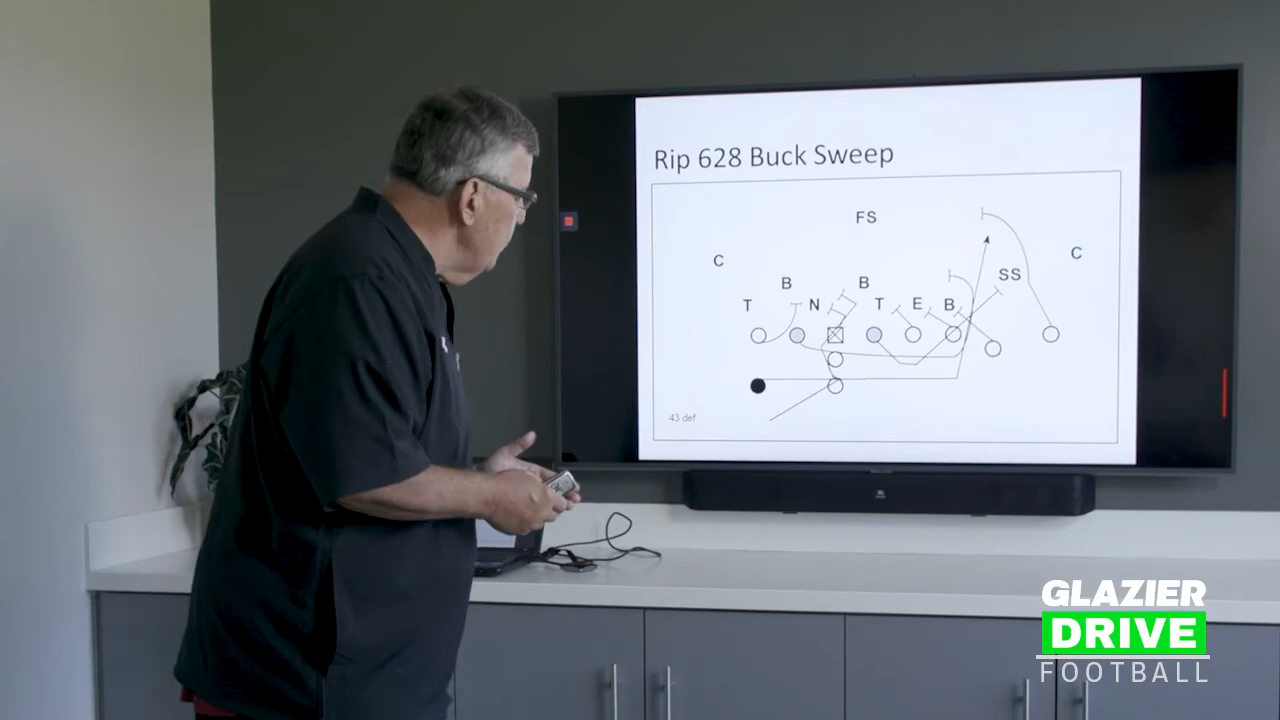 Rip 628 Buck Sweep
FS
C
C
SS
B
B
T
N
T
E
B
43 def
GLAZIER
DRIVE
FOOTBALL